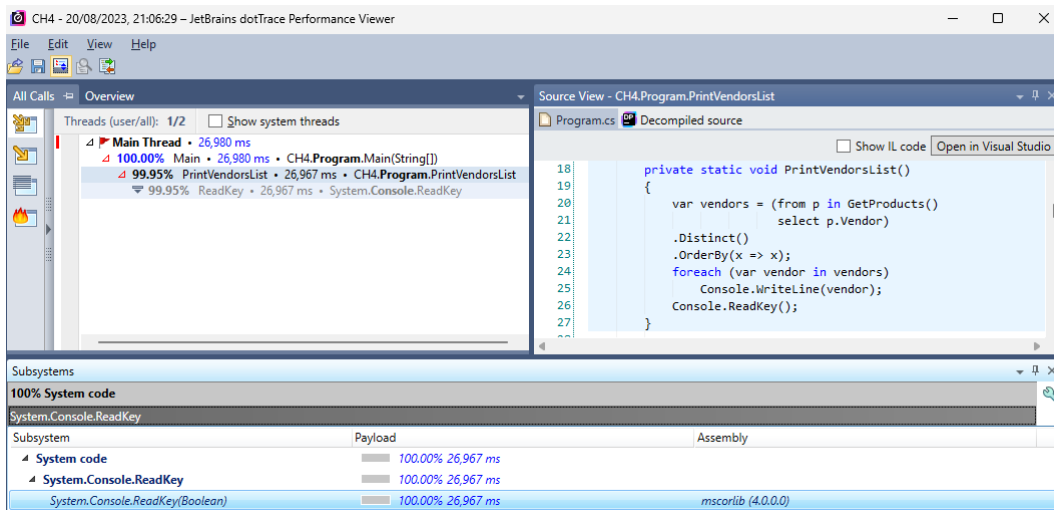 CH4 - 20/08/2023, 21:06:29 – JetBrains dotTrace Performance Viewer
File Edit View Help
All Calls Overview
Threads (user/all): 1/2 Show system threads
Main Thread • 26,980 ms
100.00% Main • 26,980 ms • CH4.Program.Main(String[])
99.95% PrintVendorsList • 26,967 ms • CH4.Program.PrintVendorsList
99.95% ReadKey • 26,967 ms • System.Console.ReadKey
Source View - CH4.Program.PrintVendorsList
Program.cs DP Decompiled source
Show IL code Open in Visual Studio
18 private static void PrintVendorsList()
19 {
20 var vendors = (from p in GetProducts()
21 select p.Vendor)
22 .Distinct()
23 .OrderBy(x => x);
24 foreach (var vendor in vendors)
25 Console.WriteLine(vendor);
26 Console.ReadKey();
27 }
Subsystems
100% System code
System.Console.ReadKey
Subsystem Payload Assembly
System code 100.00% 26,967 ms
System.Console.ReadKey 100.00% 26,967 ms
System.Console.ReadKey(Boolean) 100.00% 26,967 ms mscorlib (4.0.0.0)